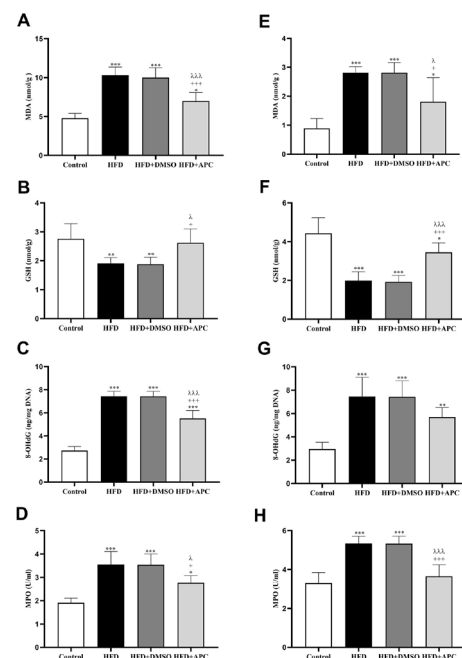 A
MDA (nmol/g)
15
10
5
0
***
***
λλλ
+++
*
Control HFD HFD+DMSO HFD+APC
E
MDA (nmol/g)
4
3
2
1
0
***
***
λ
+
*
Control HFD HFD+DMSO HFD+APC
B
GSH (nmol/g)
4
3
2
1
0
**
**
λ
+
Control HFD HFD+DMSO HFD+APC
F
GSH (nmol/g)
6
4
2
0
***
***
λλλ
+++
*
Control HFD HFD+DMSO HFD+APC
C
8-OHdG (ng/mg DNA)
10
8
6
4
2
0
***
***
λλλ
+++
***
Control HFD HFD+DMSO HFD+APC
G
8-OHdG (ng/mg DNA)
10
8
6
4
2
0
***
***
**
Control HFD HFD+DMSO HFD+APC
D
MPO (U/ml)
5
4
3
2
1
0
***
***
λ
+
*
Control HFD HFD+DMSO HFD+APC
H
MPO (U/ml)
6
4
2
0
***
***
λλλ
+++
Control HFD HFD+DMSO HFD+APC